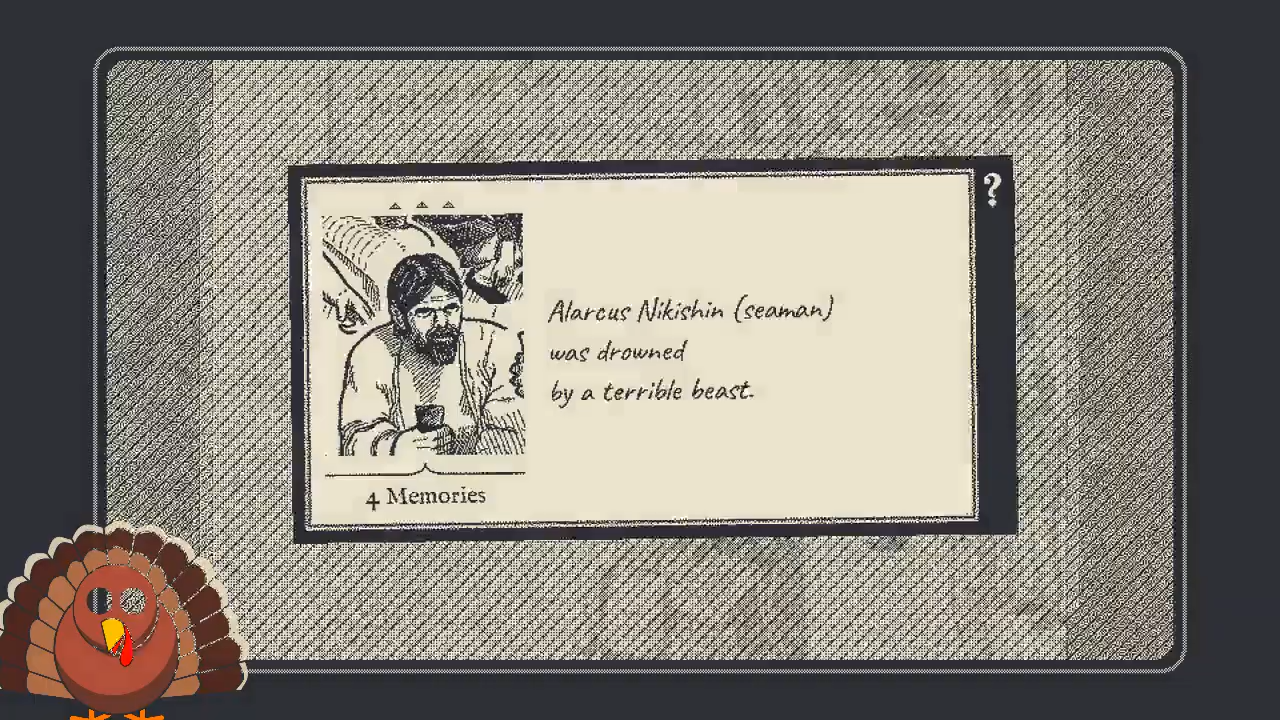 ?
Alarcus Nikishin (seaman)
was drowned
by a terrible beast.
4 Memories